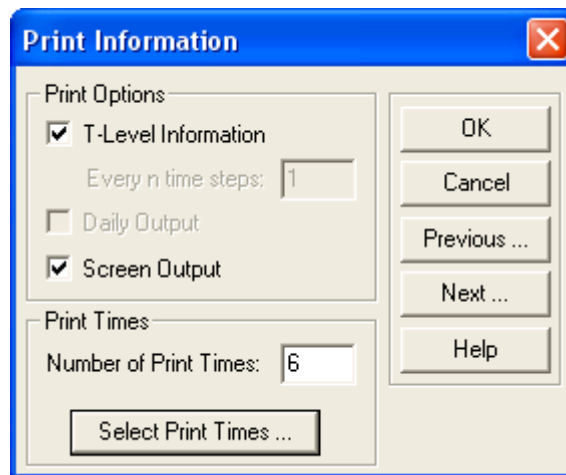 Print Information
Print Options
T-Level Information
Every n time steps: 1
Daily Output
Screen Output
Print Times
Number of Print Times: 6
Select Print Times ...
OK
Cancel
Previous ...
Next ...
Help